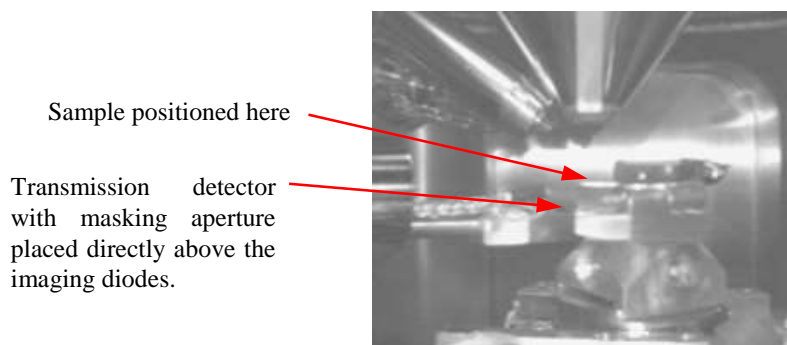 Sample positioned here
Transmission detector
with masking aperture
placed directly above the
imaging diodes.